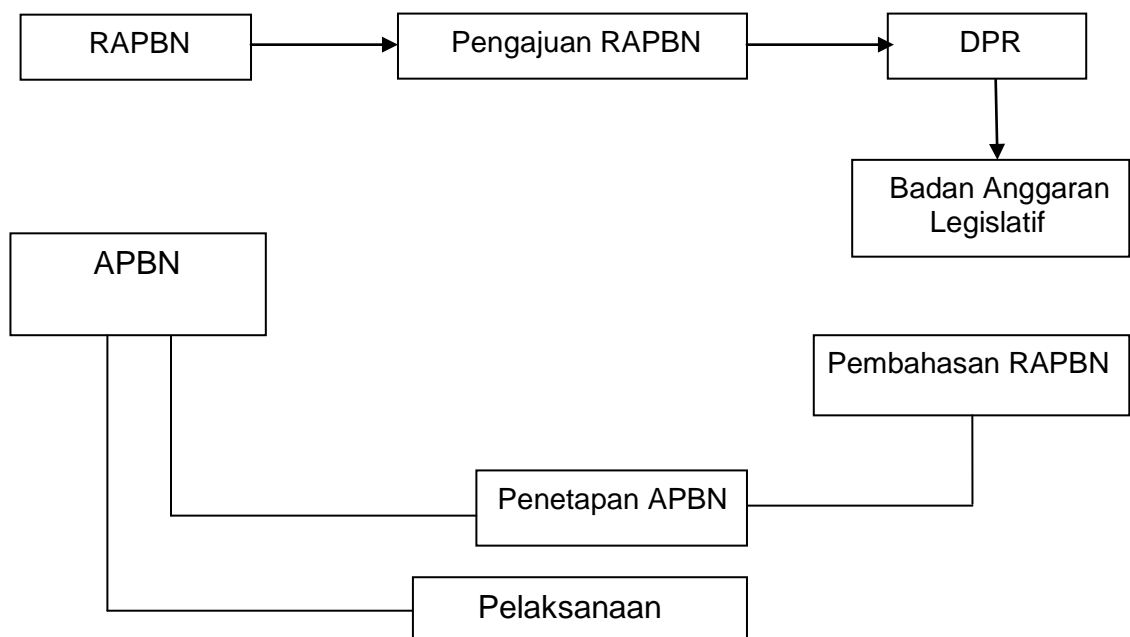 RAPBN
Pengajuan RAPBN
DPR
Badan Anggaran
Legislatif
APBN
Pembahasan RAPBN
Penetapan APBN
Pelaksanaan